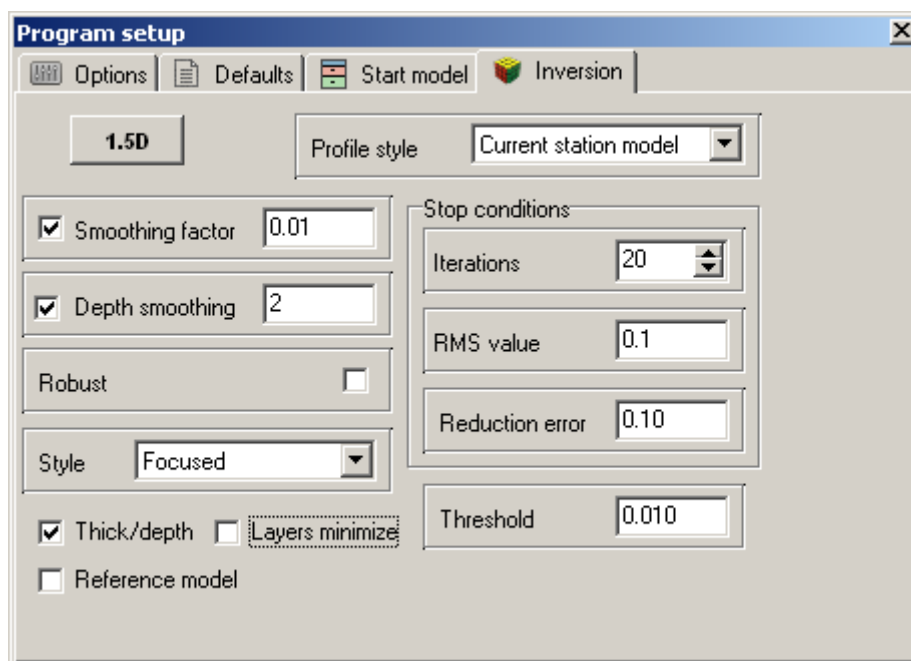 Program setup
Options Defaults Start model Inversion
1.5D
Profile style Current station model
Smoothing factor 0.01
Depth smoothing 2
Robust
Style Focused
Thick/depth Layers minimize
Reference model
Stop conditions
Iterations 20
RMS value 0.1
Reduction error 0.10
Threshold 0.010